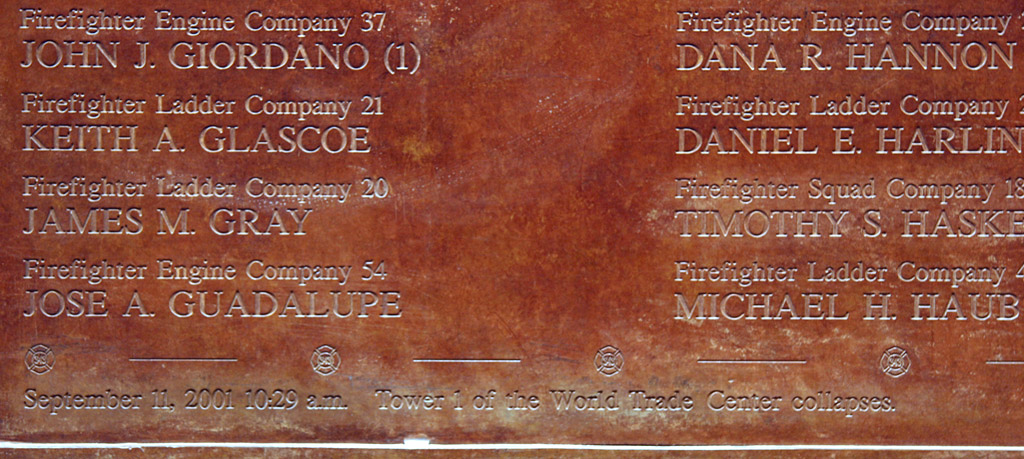 Firefighter Engine Company 37
JOHN J. GIORDANO (1)
Firefighter Ladder Company 21
KEITH A. GLASCOE
Firefighter Ladder Company 20
JAMES M. GRAY
Firefighter Engine Company 54
JOSE A. GUADALUPE
Firefighter Engine Company
DANA R. HANNON
Firefighter Ladder Company
DANIEL E. HARLIN
Firefighter Squad Company 18
TIMOTHY S. HASKE
Firefighter Ladder Company 4
MICHAEL H. HAUB
September 11, 2001 10:29 a.m. Tower 1 of the World Trade Center collapses.